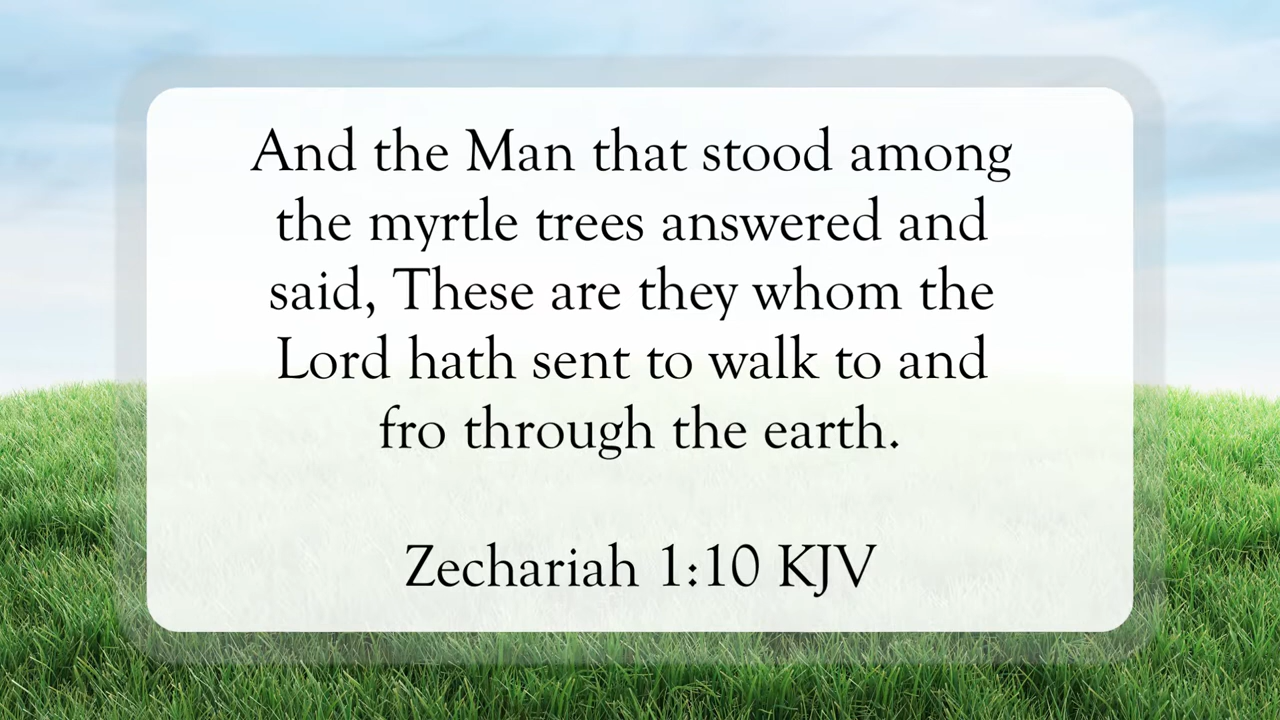 And the Man that stood among
the myrtle trees answered and
said, These are they whom the
Lord hath sent to walk to and
fro through the earth.
Zechariah 1:10 KJV